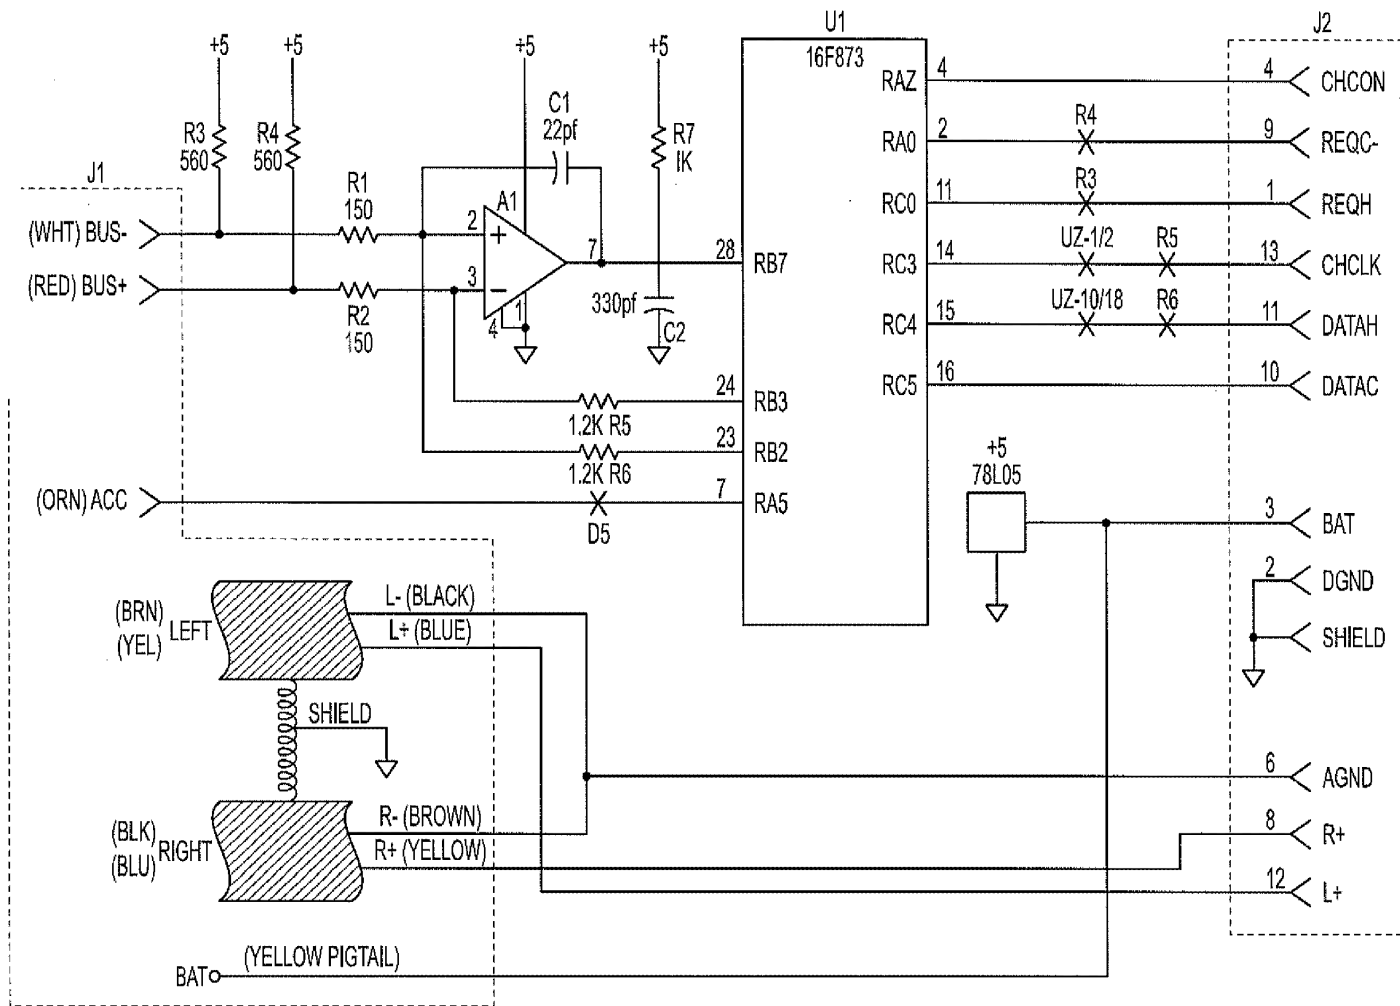 U1
J2
+5
+5
+5
+5
16F873
RAZ
4
4
CHCON
C1
22pf
R3
560
R4
560
R7
1K
RA0
2
R4
9
REQC-
J1
R1
150
A1
RC0
11
R3
1
REQH
(WHT) BUS-
2
+
7
28
RB7
RC3
14
UZ-1/2
R5
13
CHCLK
(RED) BUS+
3
−
R2
150
4
1
330pf
C2
RC4
15
UZ-10/18
R6
11
DATAH
24
RB3
RC5
16
10
DATAC
1.2K R5
23
RB2
1.2K R6
+5
78L05
(ORN) ACC
D5
7
RA5
3
BAT
2
DGND
L- (BLACK)
(BRN)
(YEL)
LEFT
L+ (BLUE)
SHIELD
SHIELD
6
AGND
R- (BROWN)
(BLK)
(BLU)
RIGHT
R+ (YELLOW)
8
R+
12
L+
BAT
(YELLOW PIGTAIL)